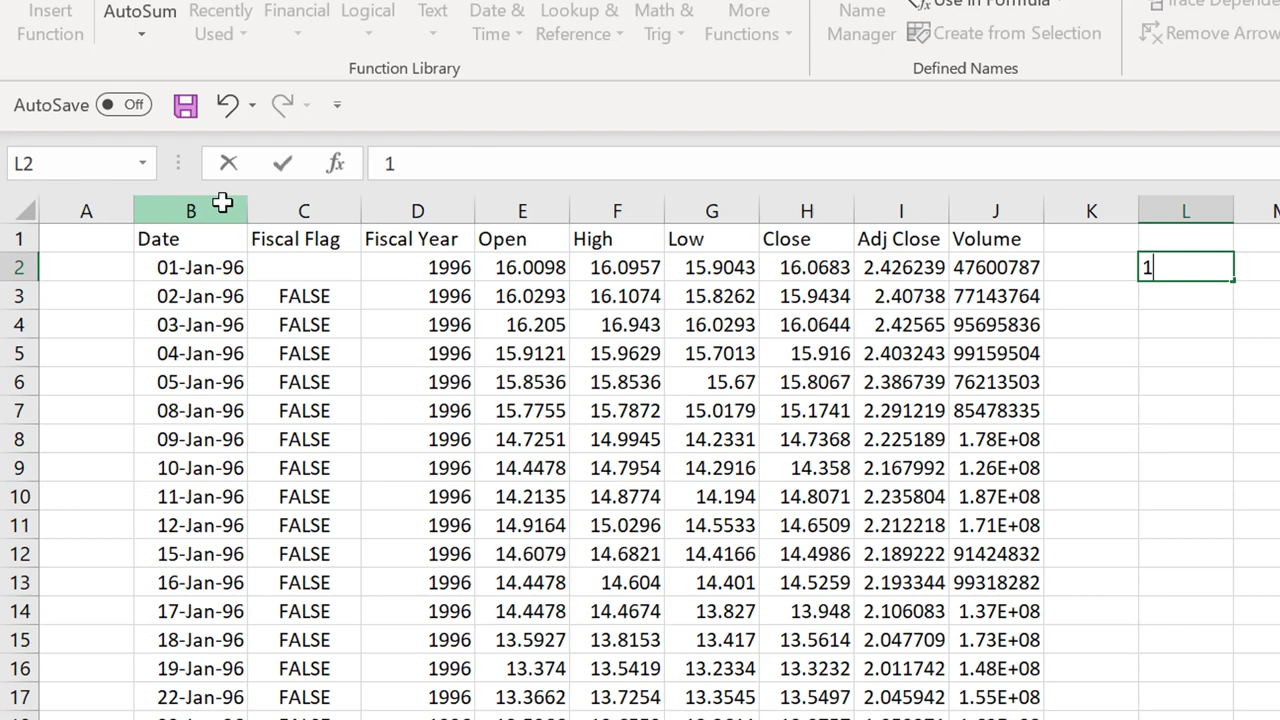 Insert Function
AutoSum
Recently Used
Financial
Logical
Text
Date & Time
Lookup & Reference
Math & Trig
More Functions
Function Library
Name Manager
Use in Formula
Create from Selection
Defined Names
Trace Depende
Remove Arrow
AutoSave Off
L2 fx 1
A B C D E F G H I J K L M
1 Date Fiscal Flag Fiscal Year Open High Low Close Adj Close Volume
2 01-Jan-96 1996 16.0098 16.0957 15.9043 16.0683 2.426239 47600787 1
3 02-Jan-96 FALSE 1996 16.0293 16.1074 15.8262 15.9434 2.40738 77143764
4 03-Jan-96 FALSE 1996 16.205 16.943 16.0293 16.0644 2.42565 95695836
5 04-Jan-96 FALSE 1996 15.9121 15.9629 15.7013 15.916 2.403243 99159504
6 05-Jan-96 FALSE 1996 15.8536 15.8536 15.67 15.8067 2.386739 76213503
7 08-Jan-96 FALSE 1996 15.7755 15.7872 15.0179 15.1741 2.291219 85478335
8 09-Jan-96 FALSE 1996 14.7251 14.9945 14.2331 14.7368 2.225189 1.78E+08
9 10-Jan-96 FALSE 1996 14.4478 14.7954 14.2916 14.358 2.167992 1.26E+08
10 11-Jan-96 FALSE 1996 14.2135 14.8774 14.194 14.8071 2.235804 1.87E+08
11 12-Jan-96 FALSE 1996 14.9164 15.0296 14.5533 14.6509 2.212218 1.71E+08
12 15-Jan-96 FALSE 1996 14.6079 14.6821 14.4166 14.4986 2.189222 91424832
13 16-Jan-96 FALSE 1996 14.4478 14.604 14.401 14.5259 2.193344 99318282
14 17-Jan-96 FALSE 1996 14.4478 14.4674 13.827 13.948 2.106083 1.37E+08
15 18-Jan-96 FALSE 1996 13.5927 13.8153 13.417 13.5614 2.047709 1.73E+08
16 19-Jan-96 FALSE 1996 13.374 13.5419 13.2334 13.3232 2.011742 1.48E+08
17 22-Jan-96 FALSE 1996 13.3662 13.7254 13.3545 13.5497 2.045942 1.55E+08